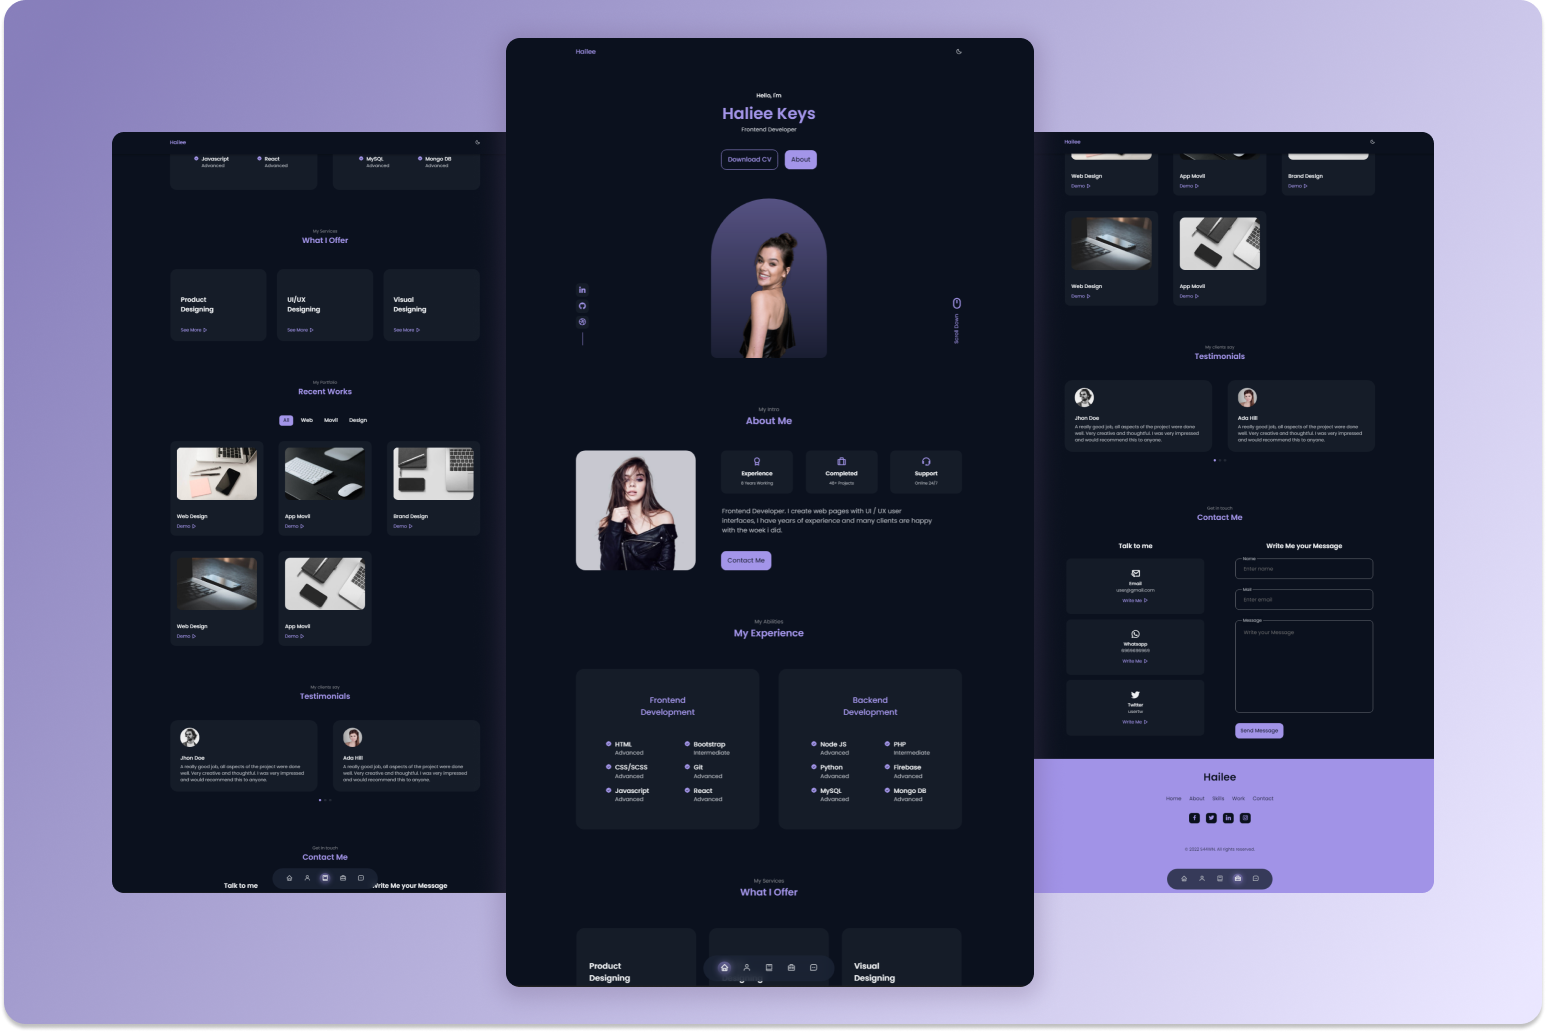 Hailee
Javascript
Advanced
React
Advanced
MySQL
Advanced
Mongo DB
Advanced
My Services
What I Offer
Product
Designing
See More
UI/UX
Designing
See More
Visual
Designing
See More
My Portfolio
Recent Works
All Web Movil Design
Web Design
Demo
App Movil
Demo
Brand Design
Demo
Web Design
Demo
App Movil
Demo
My clients say
Testimonials
Jhon Doe
A really good job, all aspects of the project were done
well. Very creative and thoughtful. I was very impressed
and would recommend this to anyone.
Ada Hill
A really good job, all aspects of the project were done
well. Very creative and thoughtful. I was very impressed
and would recommend this to anyone.
Get in touch
Contact Me
Talk to me
Write Me your Message
Hailee
Hello, I'm
Haliee Keys
Frontend Developer
Download CV
About
Scroll Down
My Intro
About Me
Experience
Completed
Support
Online 24/7
Frontend Developer. I create web pages with UI / UX user
interfaces, I have years of experience and many clients are happy
with the week i did.
Contact Me
My Abilities
My Experience
Frontend
Development
HTML
Advanced
Bootstrap
Intermediate
CSS/SCSS
Advanced
Git
Advanced
Javascript
Advanced
React
Advanced
Backend
Development
Node JS
Advanced
PHP
Intermediate
Python
Advanced
Firebase
Advanced
MySQL
Advanced
Mongo DB
Advanced
My Services
What I Offer
Product
Designing
Visual
Designing
Hailee
Web Design
Demo
App Movil
Demo
Brand Design
Demo
Web Design
Demo
App Movil
Demo
My clients say
Testimonials
Jhon Doe
A really good job, all aspects of the project were done
well. Very creative and thoughtful. I was very impressed
and would recommend this to anyone.
Ada Hill
A really good job, all aspects of the project were done
well. Very creative and thoughtful. I was very impressed
and would recommend this to anyone.
Get in touch
Contact Me
Talk to me
Email
user@gmail.com
Write Me
Whatsapp
Write Me
Twitter
Write Me
Write Me your Message
Name
Enter name
Mail
Enter email
Message
Write your Message
Send Message
Hailee
Home About Skills Work Contact
All rights reserved.